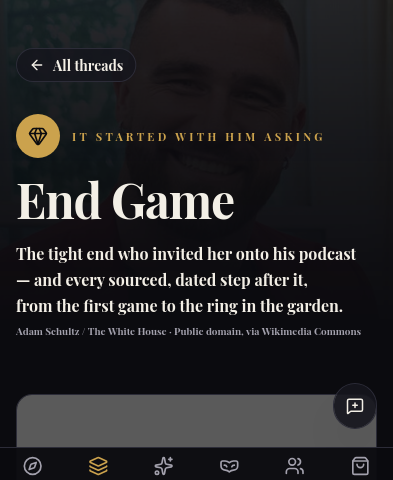 All threads
IT STARTED WITH HIM ASKING
End Game
The tight end who invited her onto his podcast
— and every sourced, dated step after it,
from the first game to the ring in the garden.
Adam Schultz / The White House · Public domain, via Wikimedia Commons